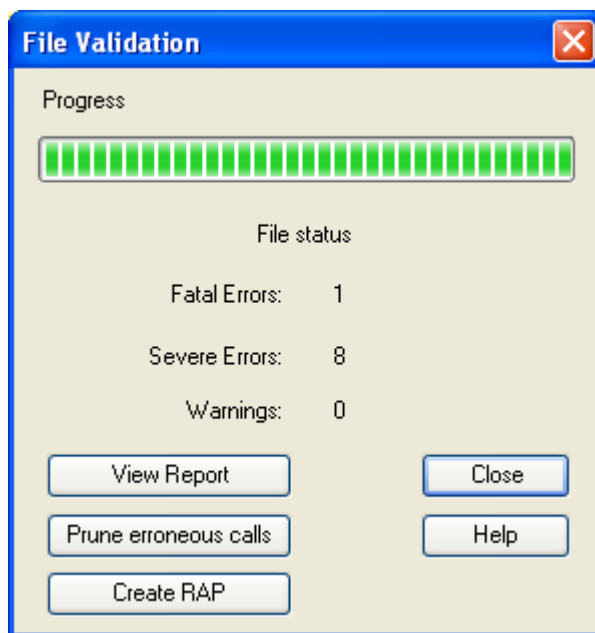 File Validation
Progress
File status
Fatal Errors: 1
Severe Errors: 8
Warnings: 0
View Report Close
Prune erroneous calls Help
Create RAP